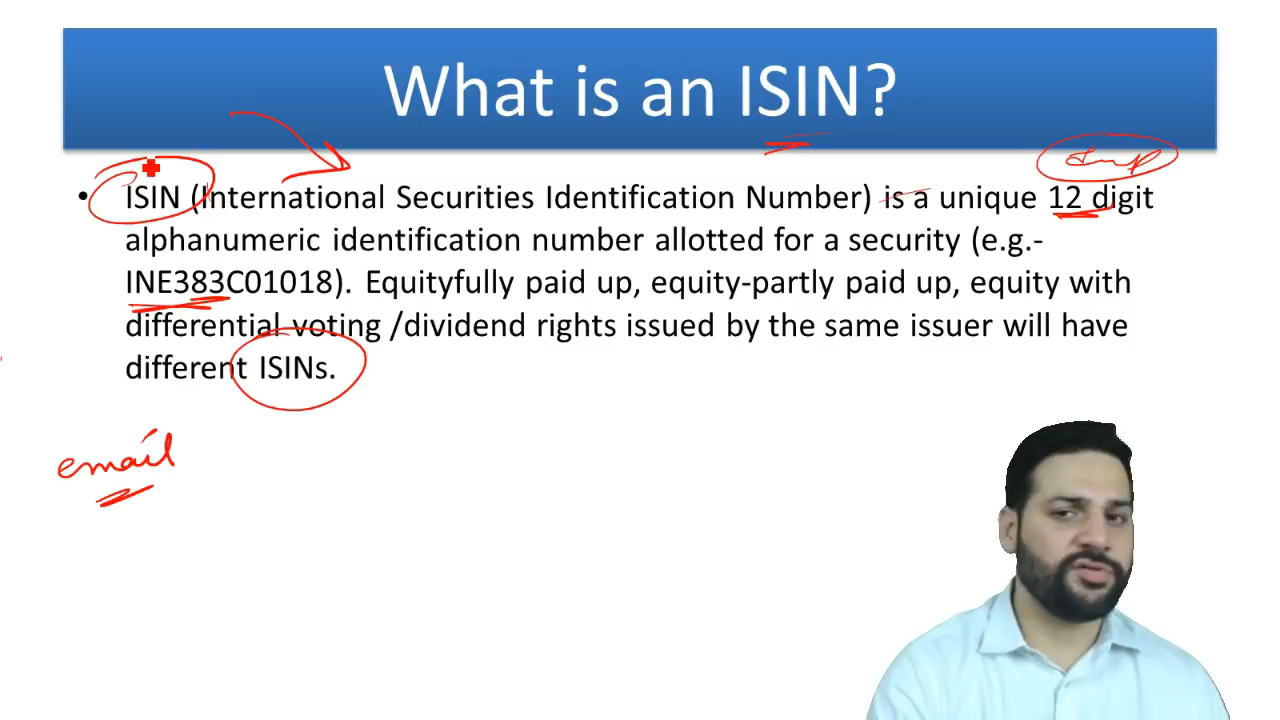 What is an ISIN?
• ISIN (International Securities Identification Number) is a unique 12 digit
alphanumeric identification number allotted for a security (e.g.-
INE383C01018). Equityfully paid up, equity-partly paid up, equity with
differential voting /dividend rights issued by the same issuer will have
different ISINs.
email